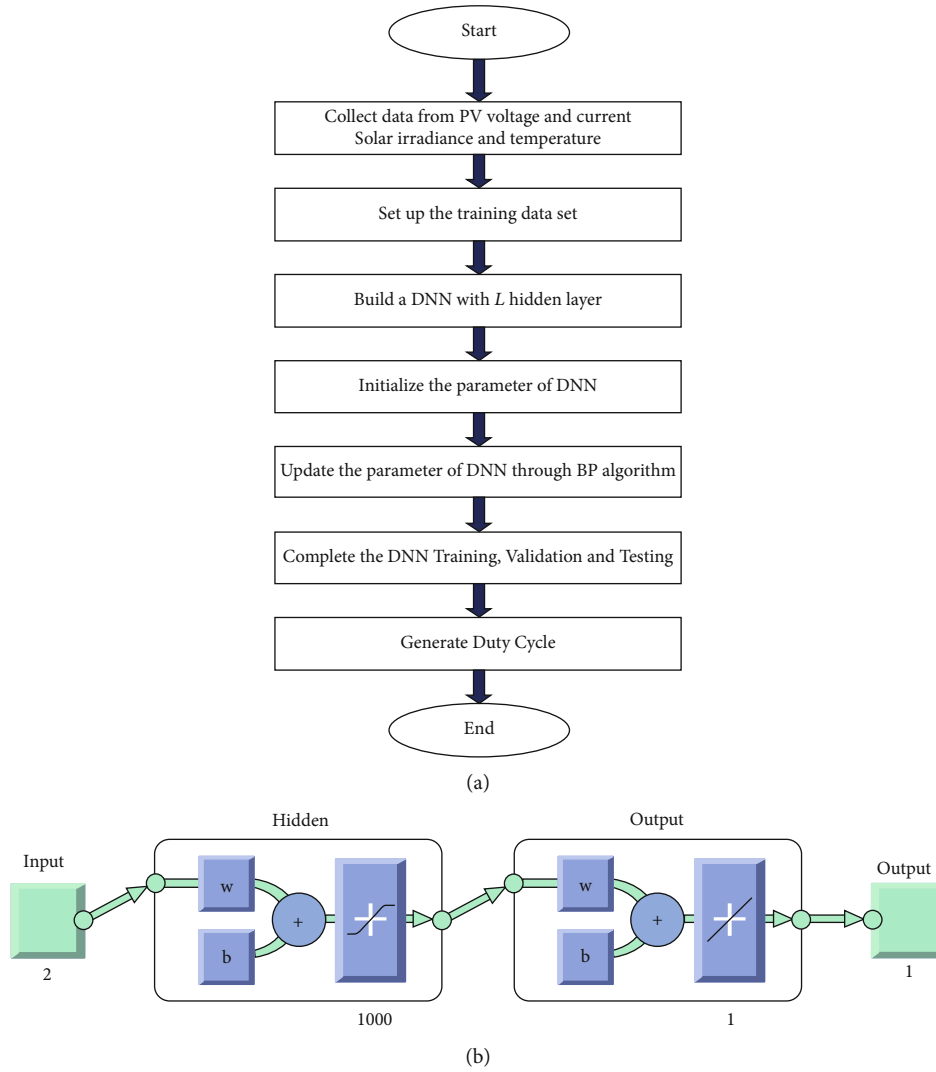 Start
Collect data from PV voltage and current
Solar irradiance and temperature
Set up the training data set
Build a DNN with L hidden layer
Initialize the parameter of DNN
Update the parameter of DNN through BP algorithm
Complete the DNN Training, Validation and Testing
Generate Duty Cycle
End
(a)
Hidden
Output
Input
Output
w
w
+
+
b
b
2
1
1000
1
(b)